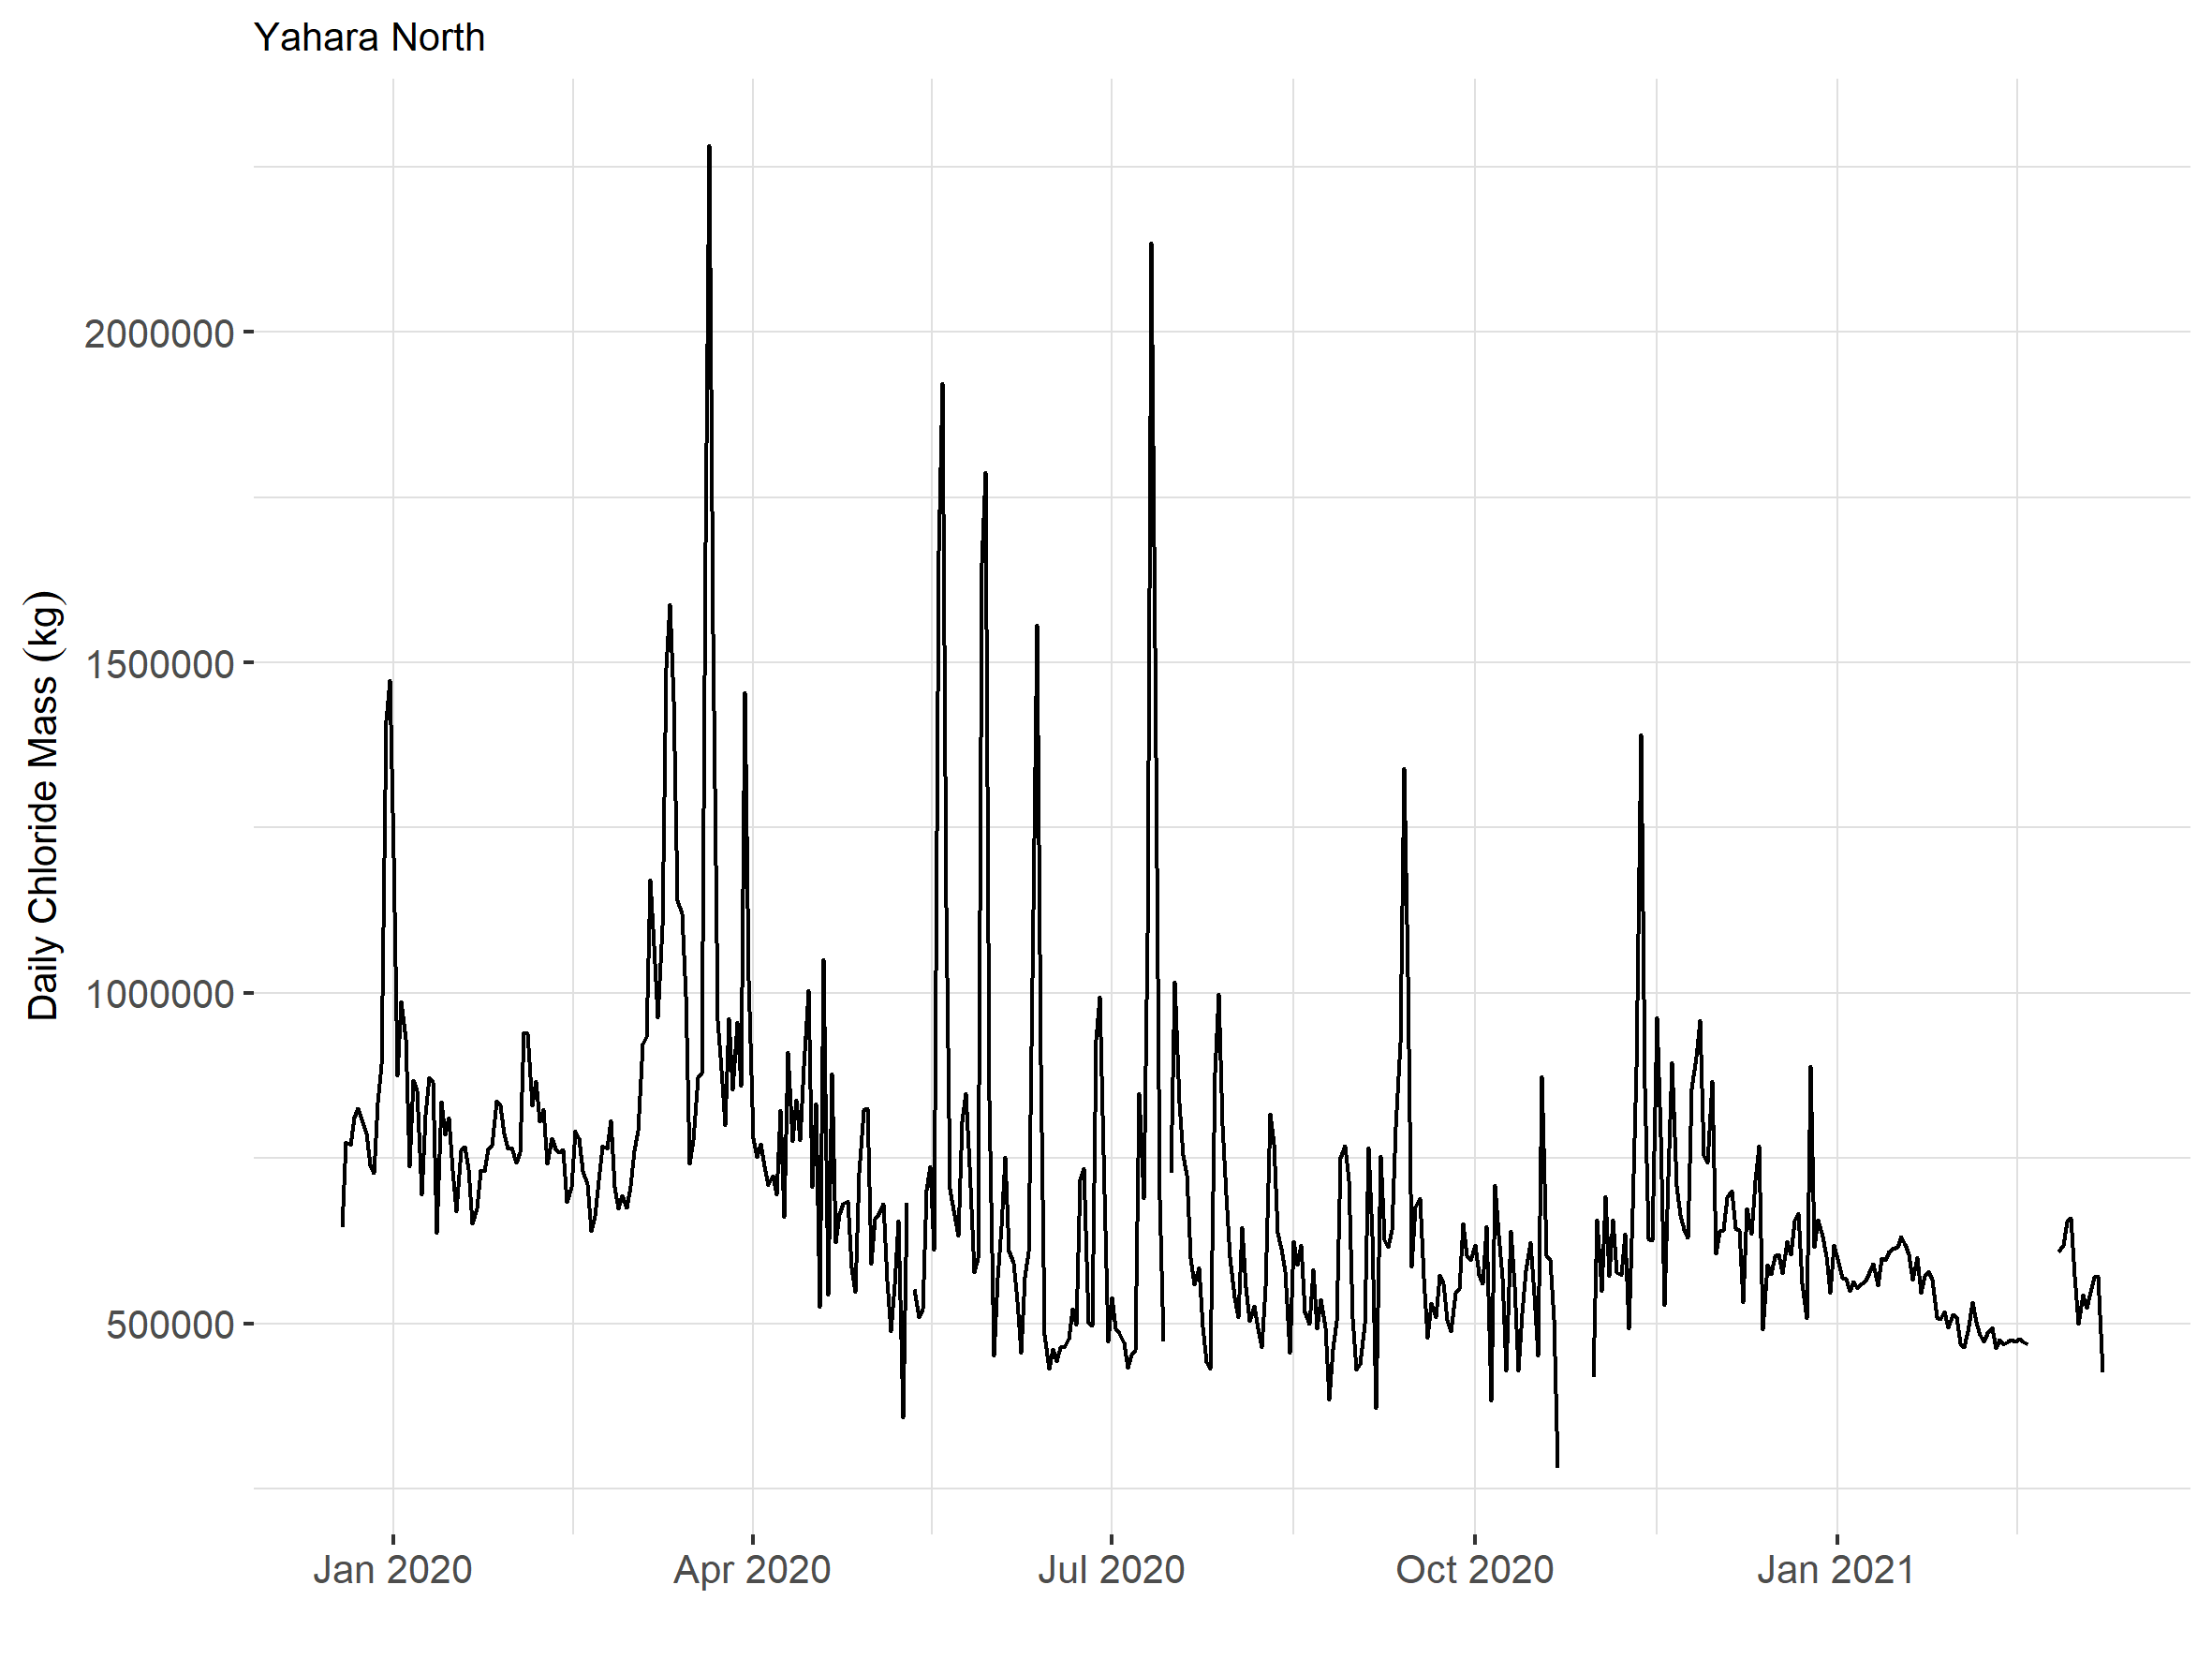 Yahara North
Daily Chloride Mass (kg)
2000000
1500000
1000000
500000
Jan 2020
Apr 2020
Jul 2020
Oct 2020
Jan 2021